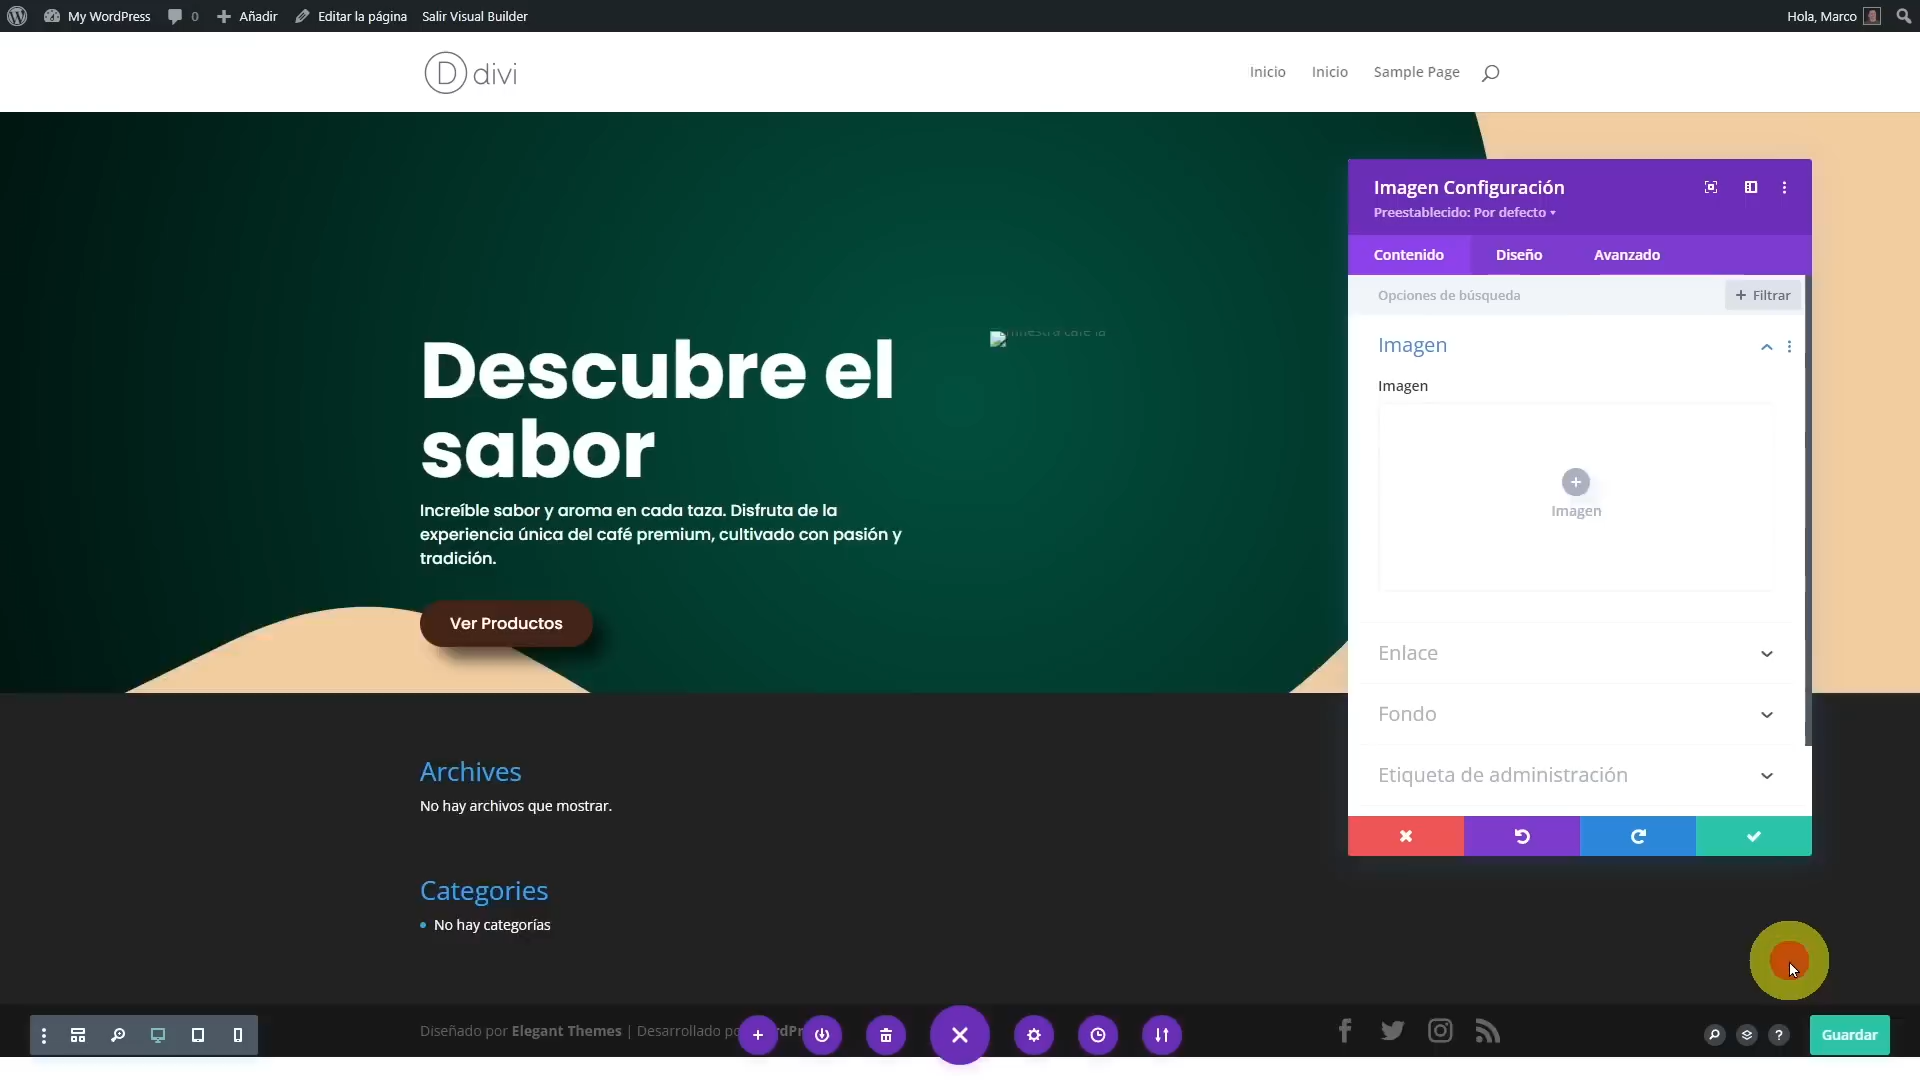 My WordPress 0 Añadir Editar la página Salir Visual Builder Hola, Marco
D divi Inicio Inicio Sample Page
Imagen Configuración
Preestablecido: Por defecto
Contenido Diseño Avanzado
Opciones de búsqueda + Filtrar
Imagen
Imagen
Imagen
Enlace
Fondo
Etiqueta de administración
Descubre el
sabor
Increíble sabor y aroma en cada taza. Disfruta de la
experiencia única del café premium, cultivado con pasión y
tradición.
Ver Productos
Archives
No hay archivos que mostrar.
Categories
No hay categorías
Diseñado por Elegant Themes | Desarrollado
? Guardar